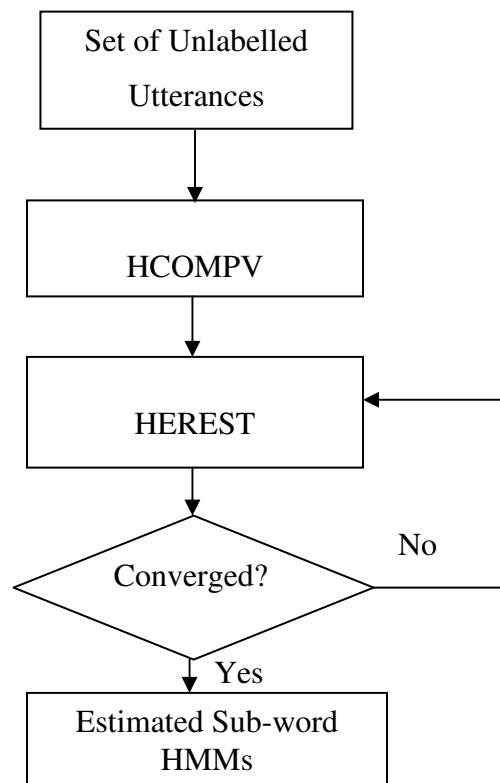 Set of Unlabelled
Utterances
HCOMPV
HEREST
No
Converged?
Yes
Estimated Sub-word
HMMs